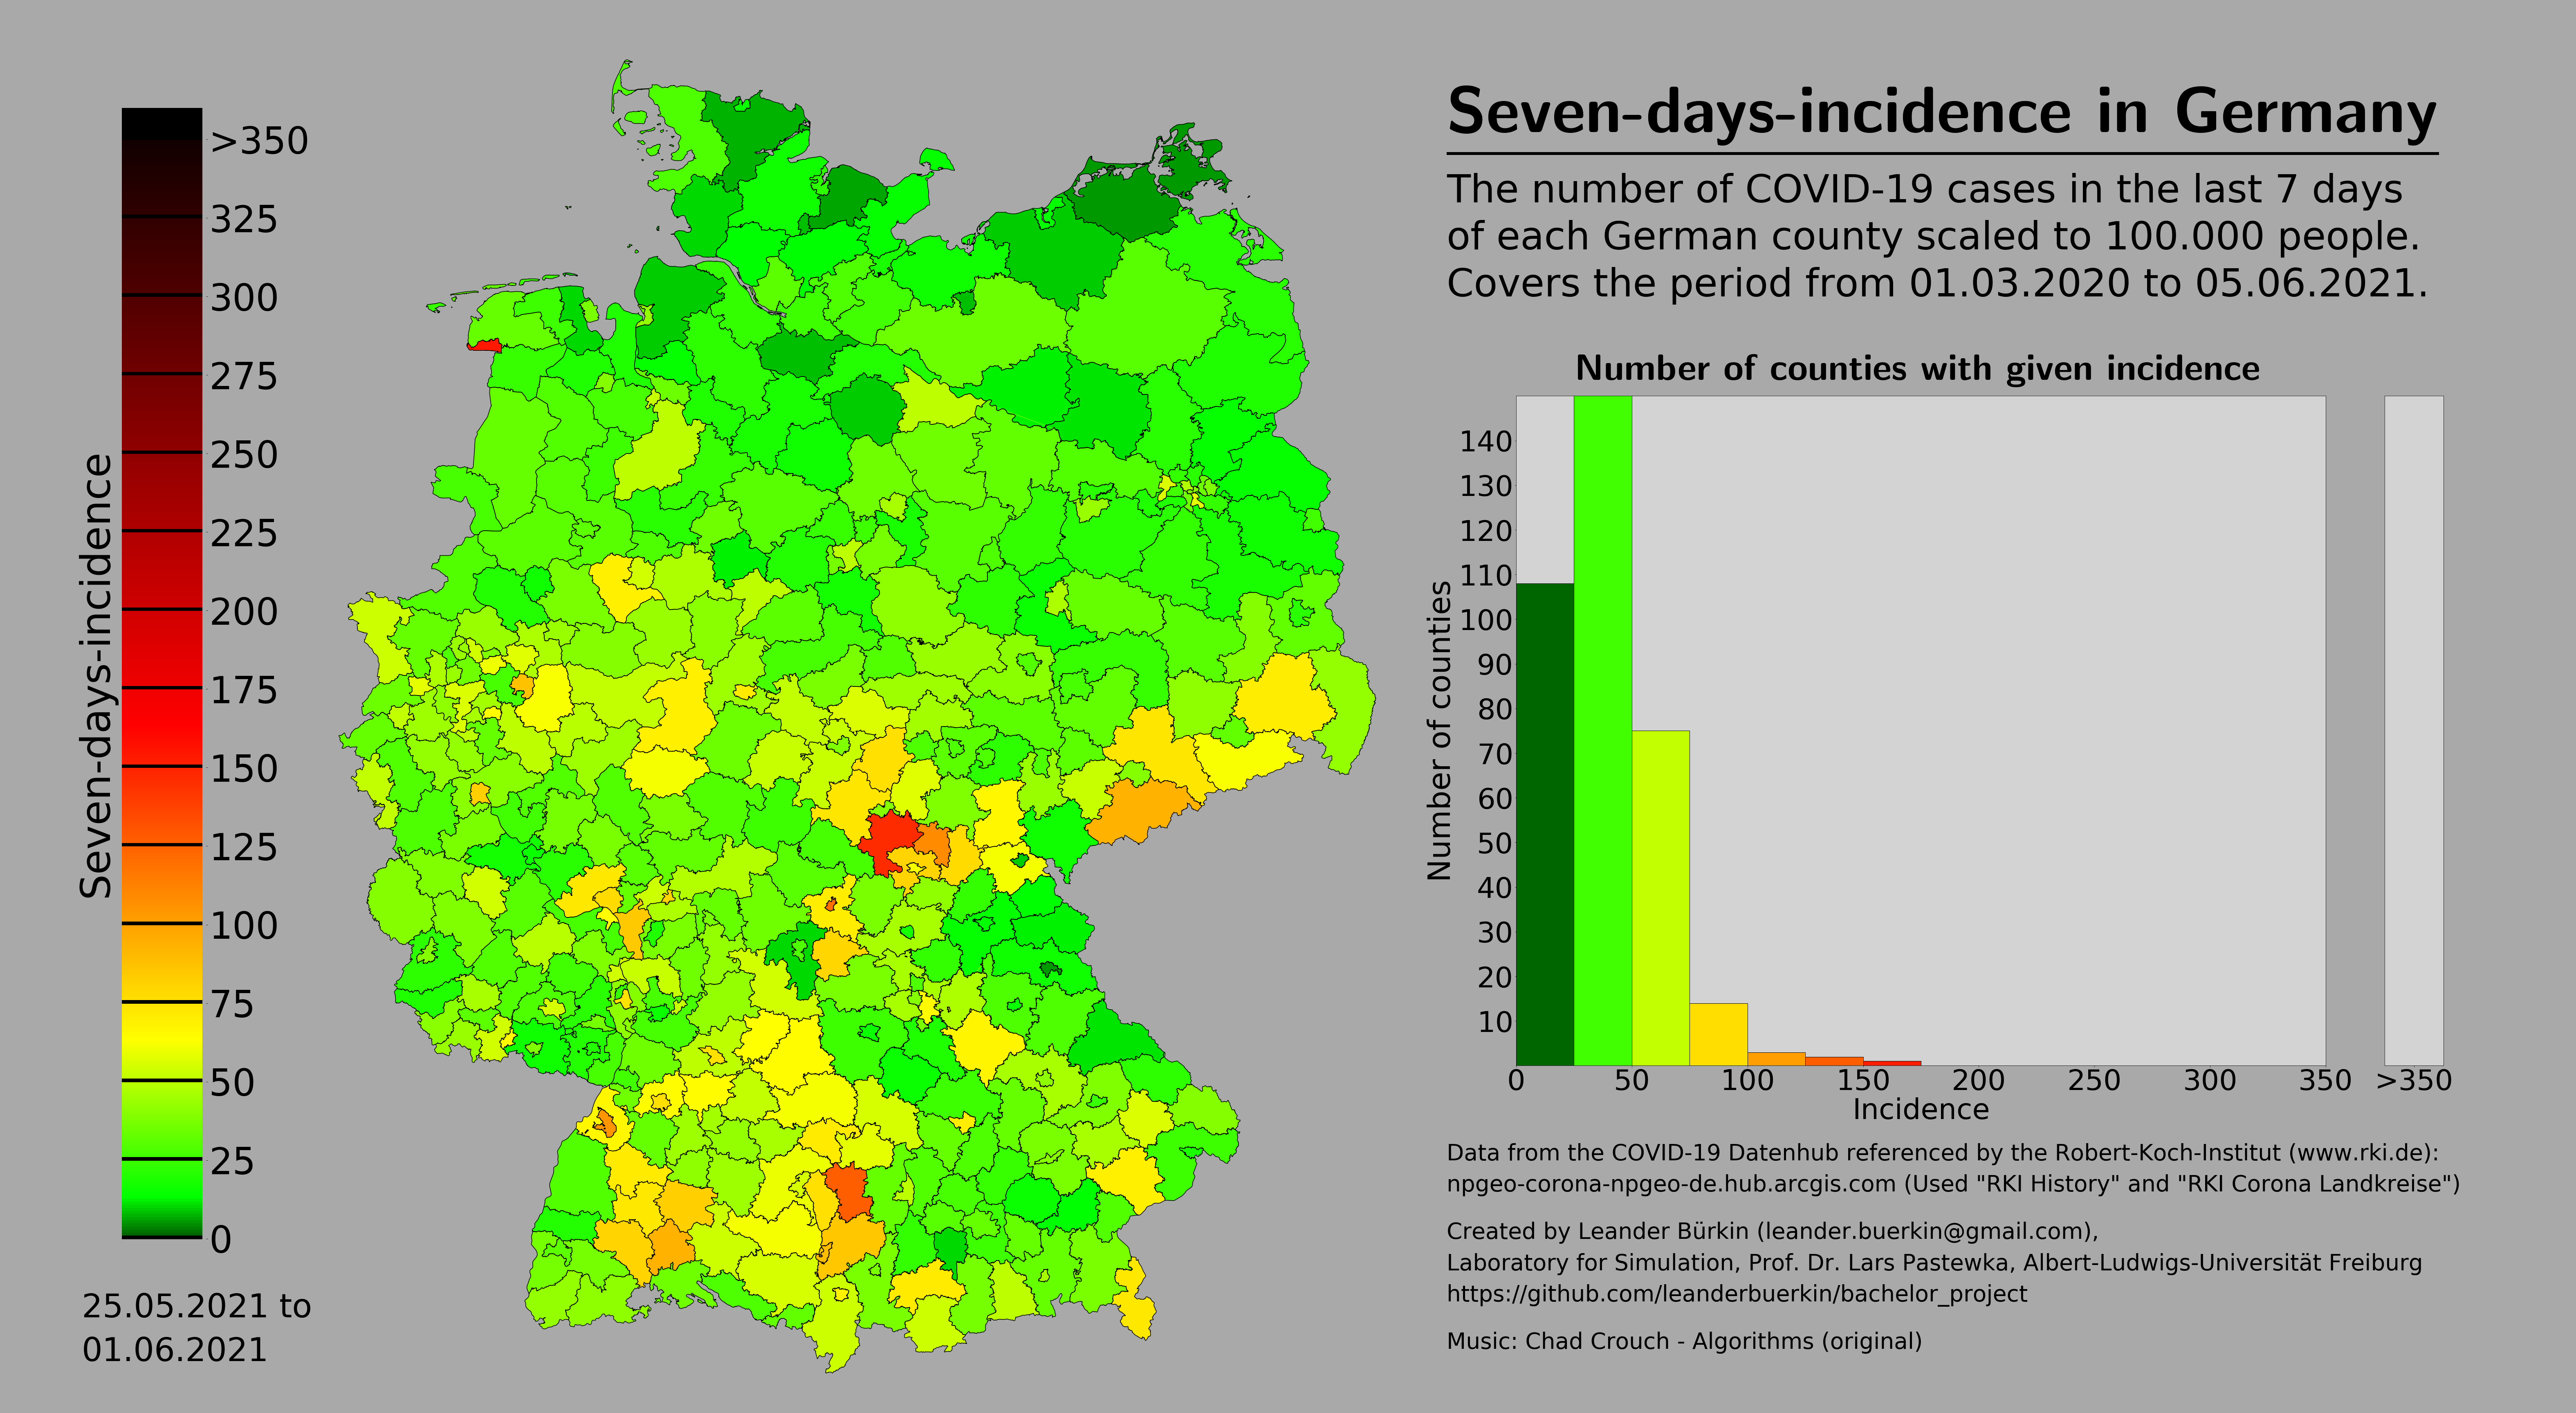 Seven-days-incidence in Germany
The number of COVID-19 cases in the last 7 days
of each German county scaled to 100.000 people.
Covers the period from 01.03.2020 to 05.06.2021.
Seven-days-incidence
>350
325
300
275
250
225
200
175
150
125
100
75
50
25
0
25.05.2021 to
01.06.2021
Number of counties with given incidence
Number of counties
140
130
120
110
100
90
80
70
60
50
40
30
20
10
0 50 100 150 200 250 300 350 >350
Incidence
Data from the COVID-19 Datenhub referenced by the Robert-Koch-Institut (www.rki.de):
npgeo-corona-npgeo-de.hub.arcgis.com (Used "RKI History" and "RKI Corona Landkreise")
Created by Leander Bürkin (leander.buerkin@gmail.com),
Laboratory for Simulation, Prof. Dr. Lars Pastewka, Albert-Ludwigs-Universität Freiburg
https://github.com/leanderbuerkin/bachelor_project
Music: Chad Crouch - Algorithms (original)